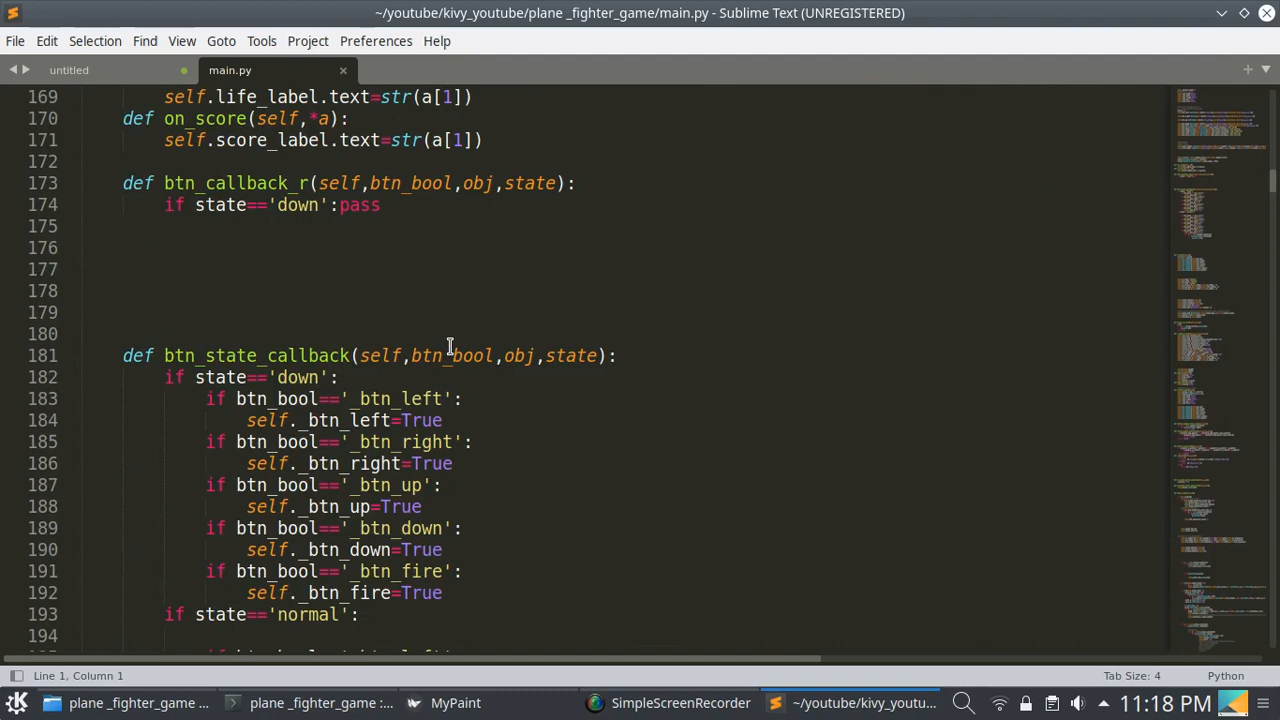 ~/youtube/kivy_youtube/plane _fighter_game/main.py - Sublime Text (UNREGISTERED)
File Edit Selection Find View Goto Tools Project Preferences Help
untitled main.py
169 self.life_label.text=str(a[1])
170 def on_score(self,*a):
171 self.score_label.text=str(a[1])
172
173 def btn_callback_r(self,btn_bool,obj,state):
174 if state=='down':pass
175
176
177
178
179
180
181 def btn_state_callback(self,btn_bool,obj,state):
182 if state=='down':
183 if btn_bool=='_btn_left':
184 self._btn_left=True
185 if btn_bool=='_btn_right':
186 self._btn_right=True
187 if btn_bool=='_btn_up':
188 self._btn_up=True
189 if btn_bool=='_btn_down':
190 self._btn_down=True
191 if btn_bool=='_btn_fire':
192 self._btn_fire=True
193 if state=='normal':
194
Line 1, Column 1 Tab Size: 4 Python
plane _fighter_game ... plane _fighter_game :... MyPaint SimpleScreenRecorder ~/youtube/kivy_youtu... 11:18 PM